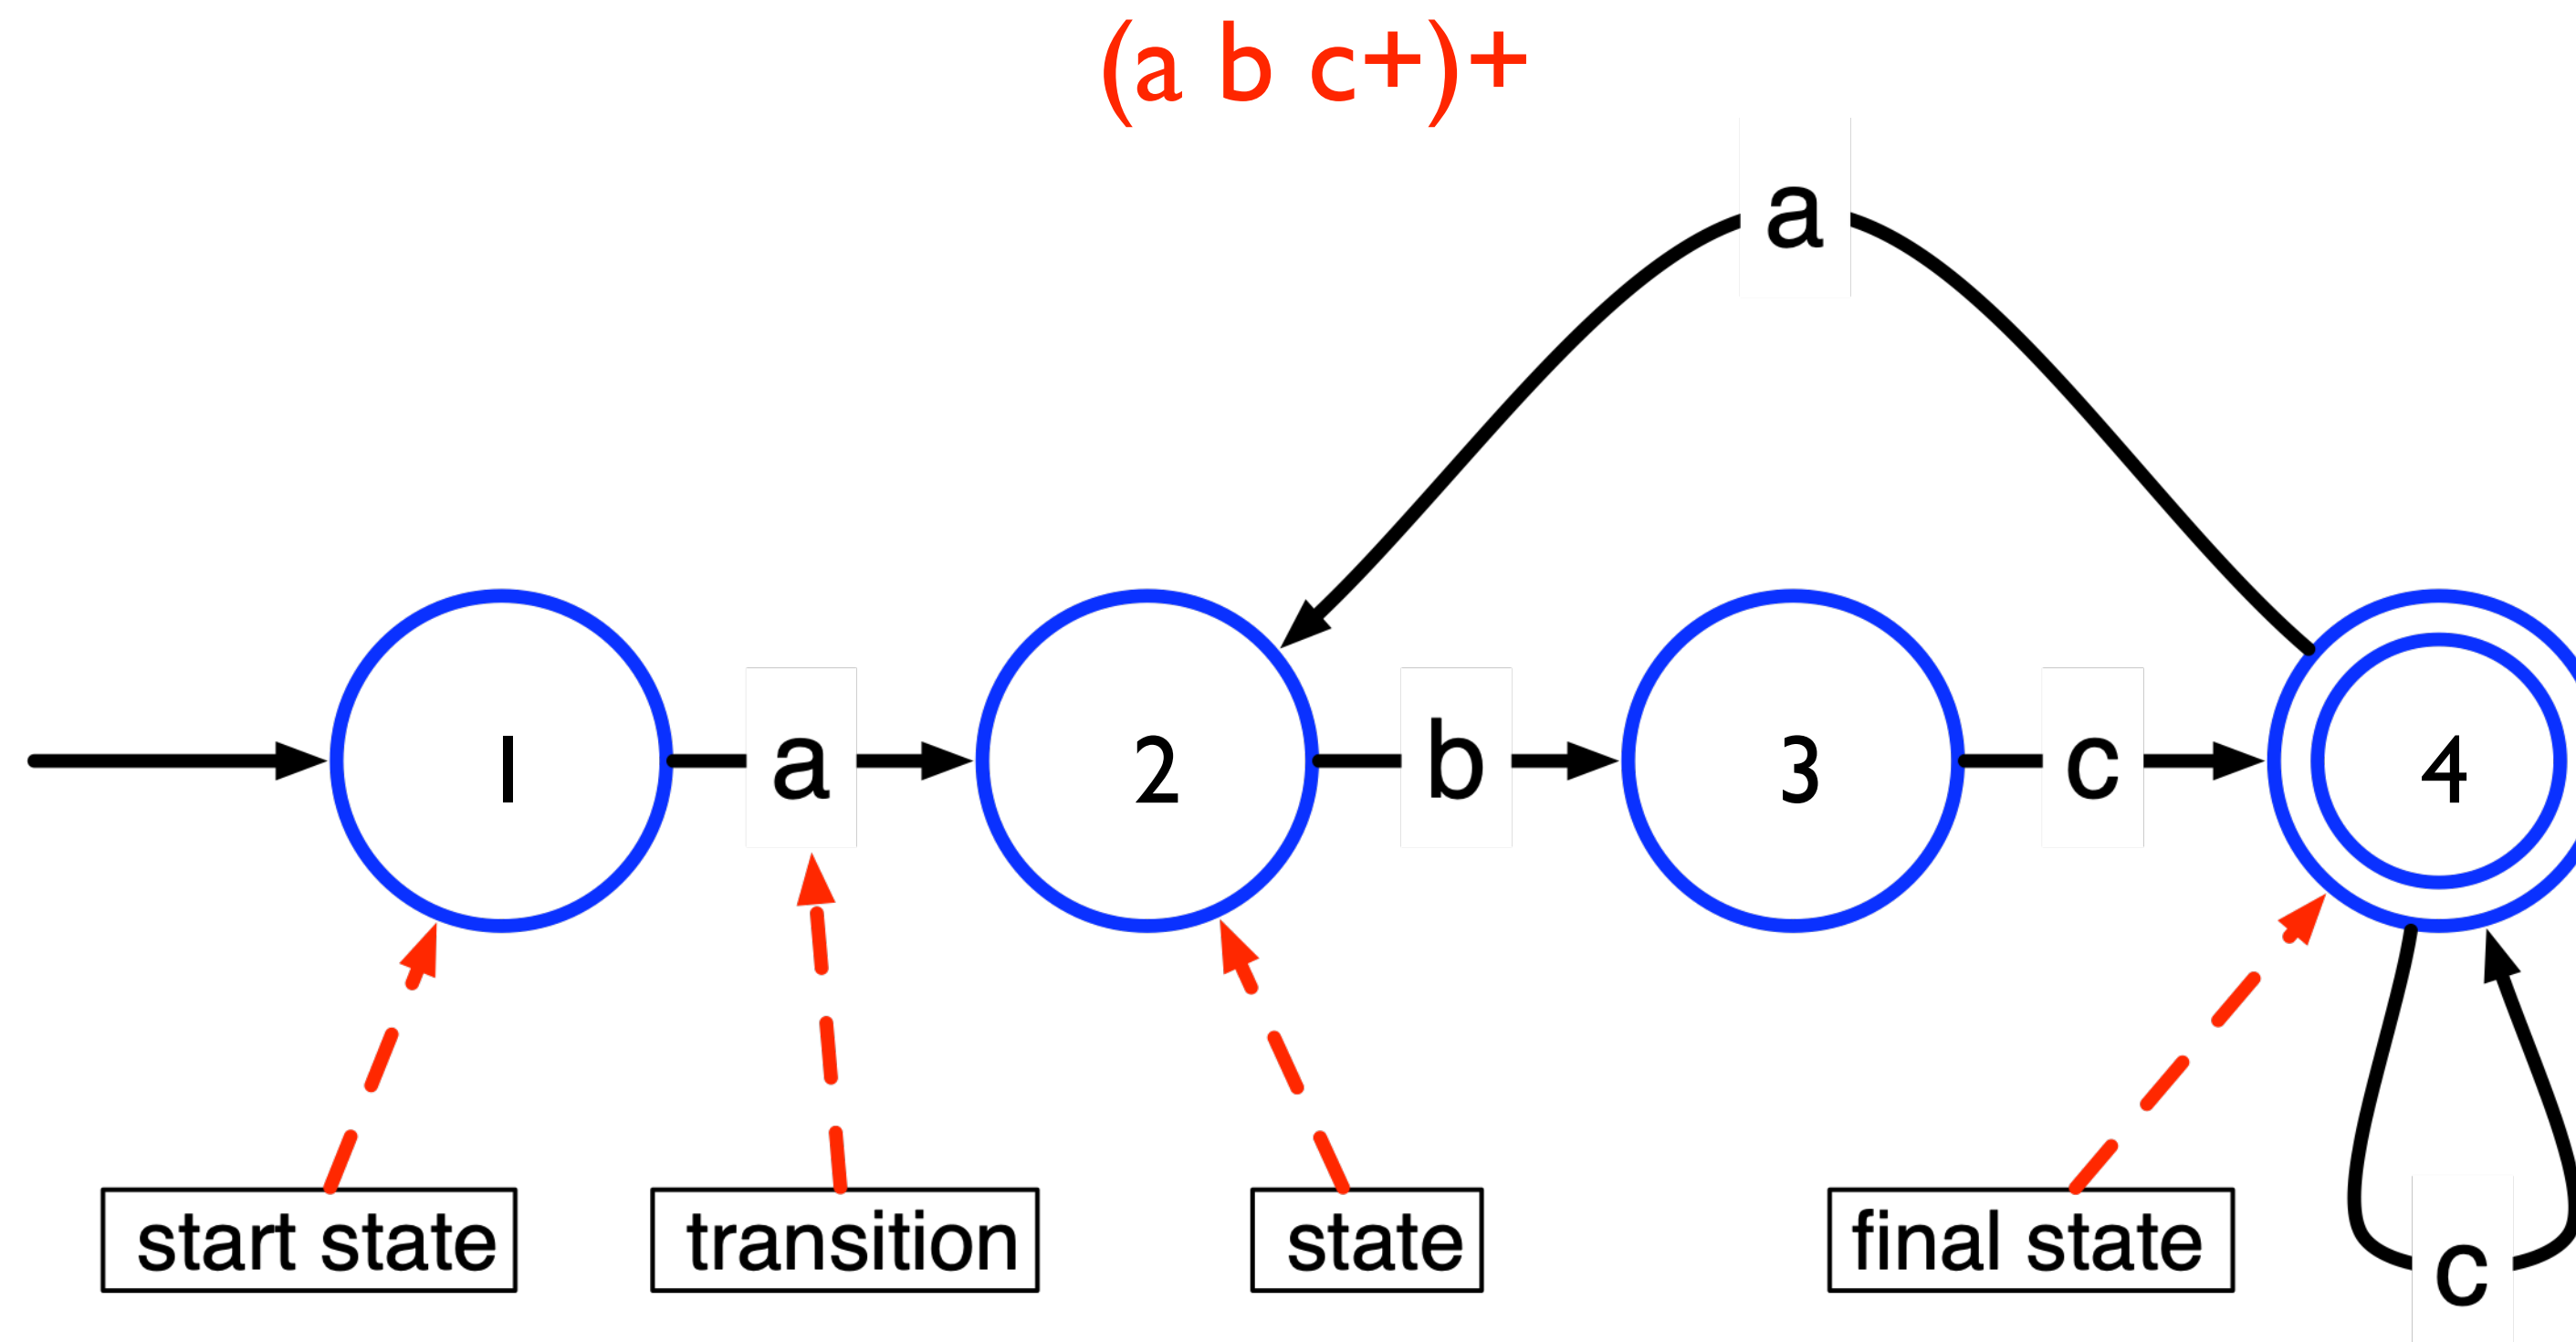 (a b c+)+
a
1 a 2 b 3 c 4
start state transition state final state
c